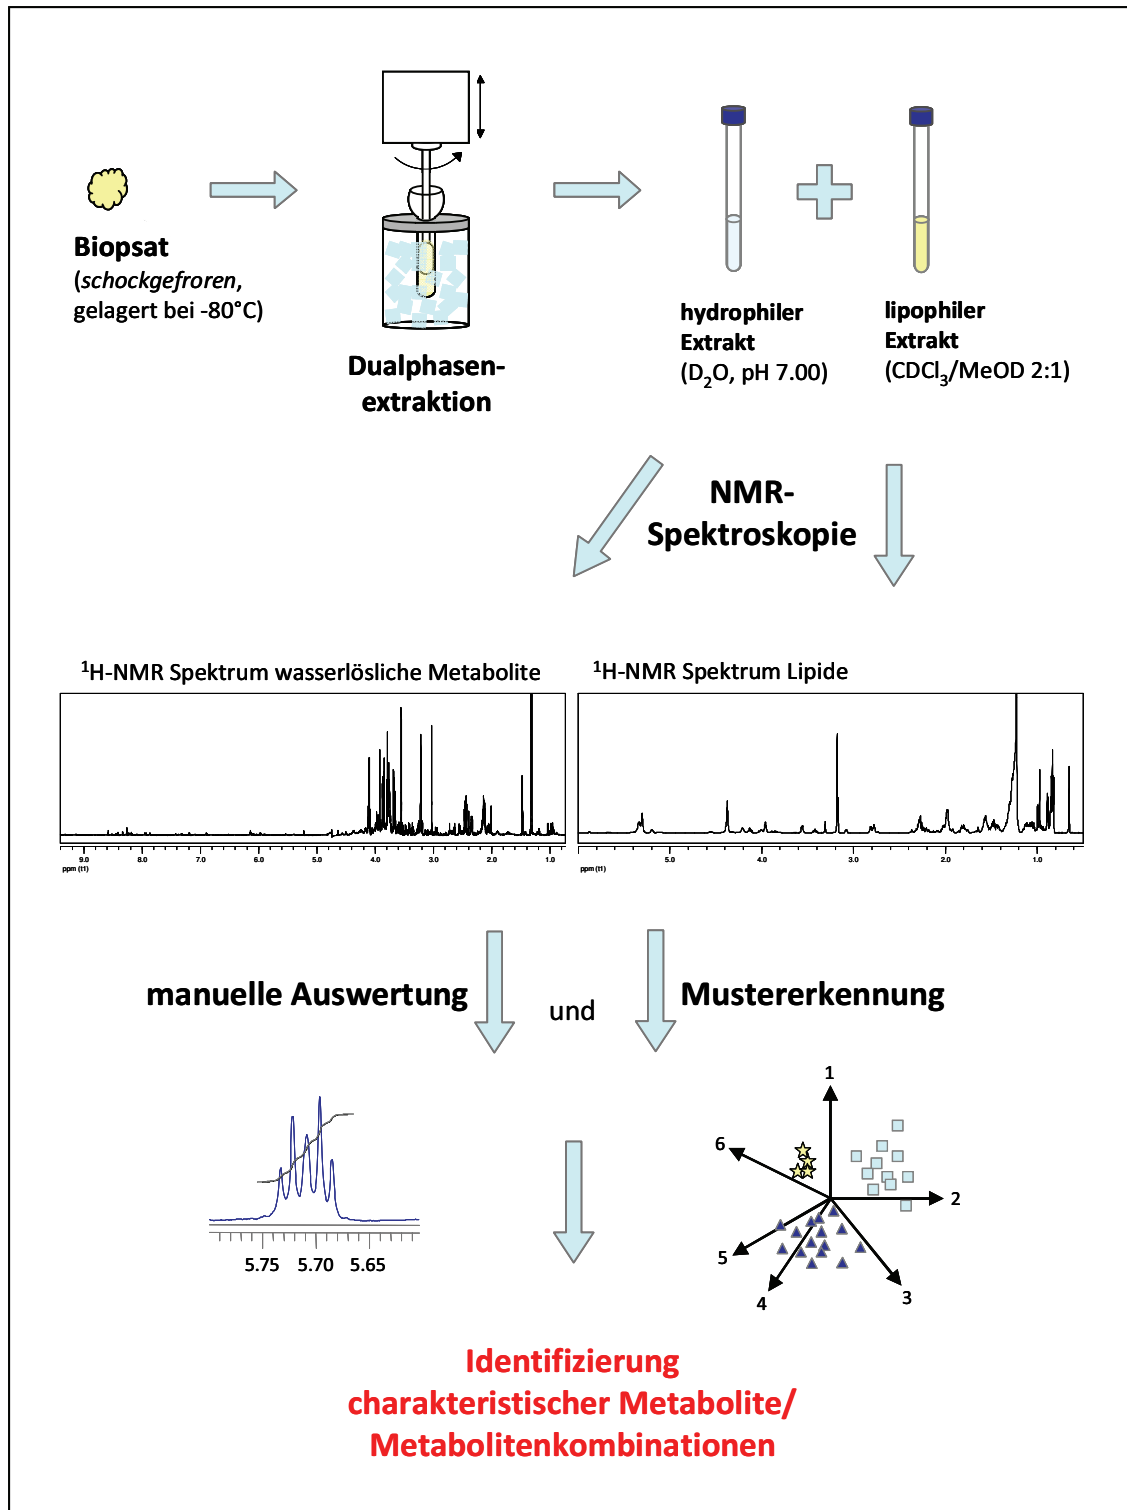 Biopsat
(schockgefroren,
gelagert bei -80°C)
Dualphasen-
extraktion
hydrophiler
Extrakt
(D₂O, pH 7.00)
lipophiler
Extrakt
(CDCl₃/MeOD 2:1)
NMR-
Spektroskopie
¹H-NMR Spektrum wasserlösliche Metabolite
9.0 8.0 7.0 6.0 5.0 4.0 3.0 2.0 1.0
ppm (t1)
¹H-NMR Spektrum Lipide
5.0 4.0 3.0 2.0 1.0
ppm (t1)
manuelle Auswertung
und
Mustererkennung
5.75 5.70 5.65
1
2
3
4
5
6
Identifizierung
charakteristischer Metabolite/
Metabolitenkombinationen